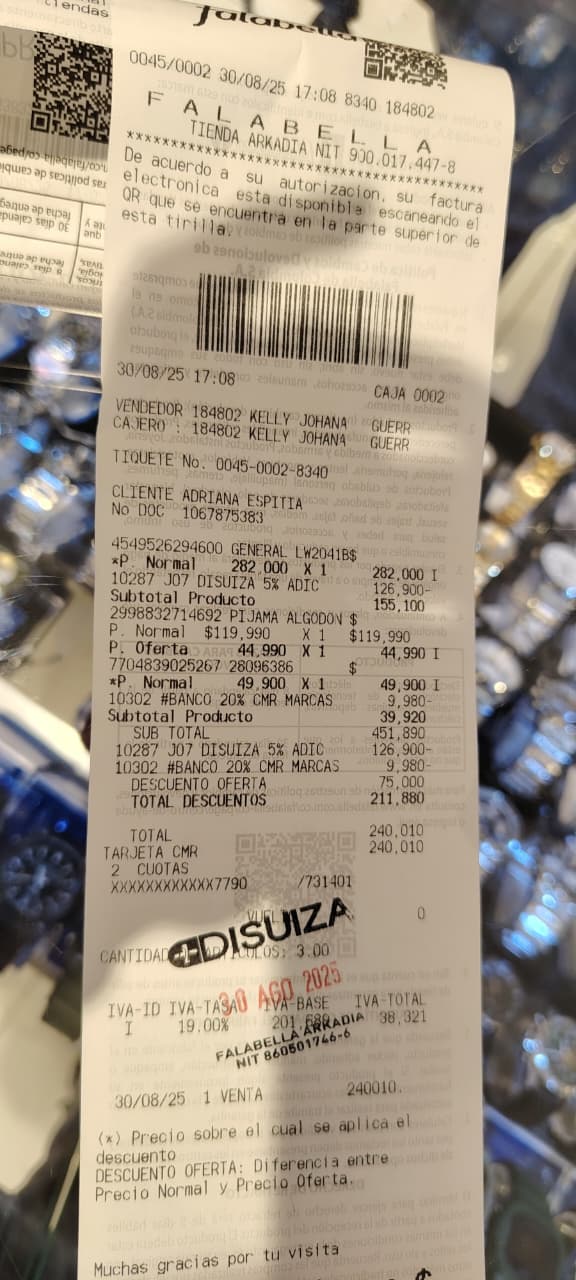 falabella
0045/0002 30/08/25 17:08 8340 184802
F A L A B E L L A
TIENDA ARKADIA NIT 900.017.447-8
****************************************
De acuerdo a su autorizacion, su factura
electronica esta disponible escaneando el
QR que se encuentra en la parte superior de
esta tirilla.
30/08/25 17:08 CAJA 0002
VENDEDOR 184802 KELLY JOHANA GUERR
CAJERO : 184802 KELLY JOHANA GUERR
TIQUETE No. 0045-0002-8340
CLIENTE ADRIANA ESPITIA
No DOC 1067875383
4549526294600 GENERAL LW2041B$
*P. Normal 282,000 X 1 282,000 I
10287 J07 DISUIZA 5% ADIC 126,900-
Subtotal Producto 155,100
2998832714692 PIJAMA ALGODON $
P. Normal $119,990 X 1 $119,990
P. Oferta 44,990 X 1 44,990 I
7704839025267 28096386 $
*P. Normal 49,900 X 1 49,900 I
10302 #BANCO 20% CMR MARCAS 9,980-
Subtotal Producto 39,920
SUB TOTAL 451,890
10287 J07 DISUIZA 5% ADIC 126,900-
10302 #BANCO 20% CMR MARCAS 9,980-
DESCUENTO OFERTA 75,000
TOTAL DESCUENTOS 211,880
TOTAL 240,010
TARJETA CMR 240,010
2 CUOTAS
XXXXXXXXXXXX7790 /731401
0
DISUIZA
CANTIDAD 3.00
30 AGO 2025
IVA-ID IVA-TASA IVA-BASE IVA-TOTAL
I 19.00% 201,689 38,321
FALABELLA ARKADIA
NIT 860501746-6
30/08/25 1 VENTA 240010.
(*) Precio sobre el cual se aplica el
descuento
DESCUENTO OFERTA: Diferencia entre
Precio Normal y Precio Oferta.
Muchas gracias por tu visita